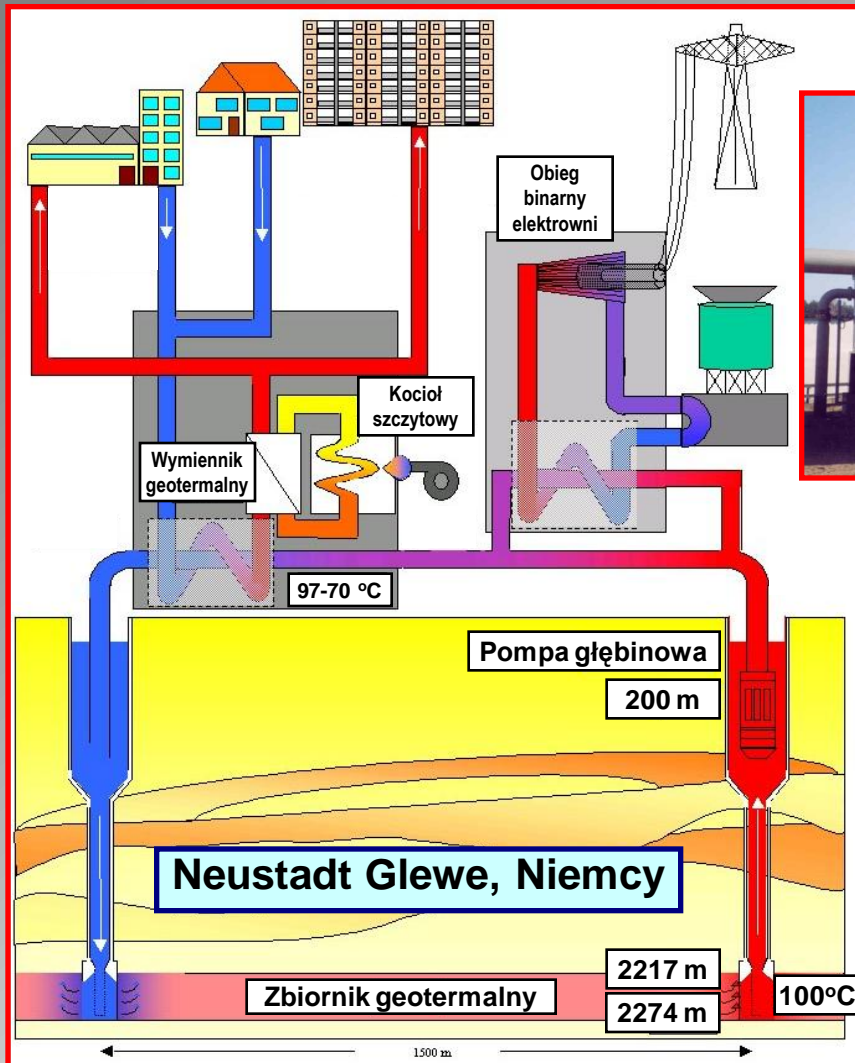 Obieg
binarny
elektrowni
Kocioł
szczytowy
Wymiennik
geotermalny
97-70 °C
Pompa głębinowa
200 m
Neustadt Glewe, Niemcy
2217 m
Zbiornik geotermalny
2274 m
100°C
1500 m